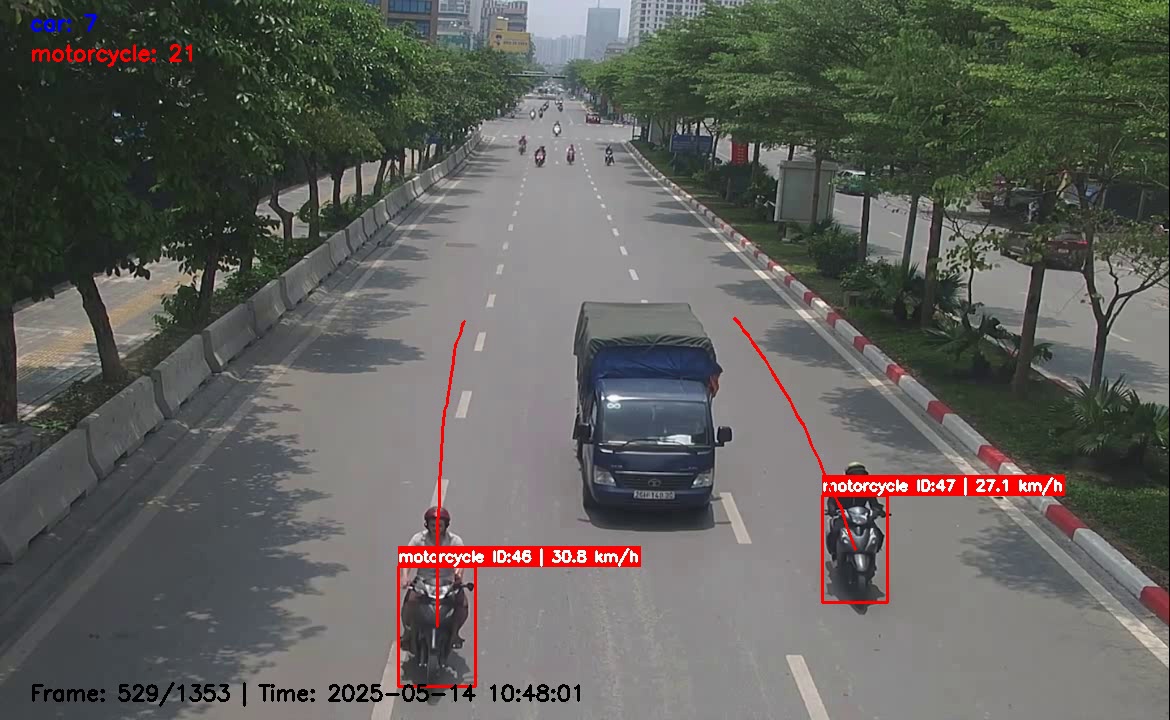 car: 7
motorcycle: 21
motorcycle ID:47 | 27.1 km/h
motorcycle ID:46 | 30.8 km/h
Frame: 529/1353 | Time: 2025-05-14 10:48:01